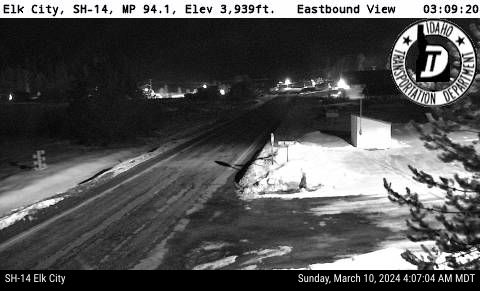 Elk City, SH-14, MP 94.1, Elev 3,939ft.   Eastbound View   03:09:20
IDAHO
TRANSPORTATION DEPARTMENT
SH-14 Elk City   Sunday, March 10, 2024 4:07:04 AM MDT